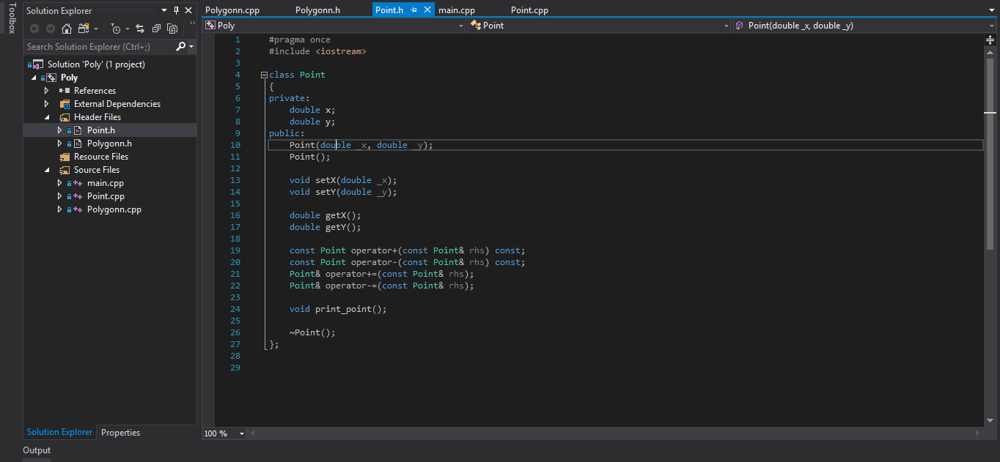 Toolbox
Solution Explorer
Search Solution Explorer (Ctrl+;)
Solution 'Poly' (1 project)
Poly
References
External Dependencies
Header Files
Point.h
Polygonn.h
Resource Files
Source Files
main.cpp
Point.cpp
Polygonn.cpp
Solution Explorer Properties
Output
Polygonn.cpp Polygonn.h Point.h main.cpp Point.cpp
Poly Point Point(double _x, double _y)
1 #pragma once
2 #include <iostream>
3
4 class Point
5 {
6 private:
7 double x;
8 double y;
9 public:
10 Point(double _x, double _y);
11 Point();
12
13 void setX(double _x);
14 void setY(double _y);
15
16 double getX();
17 double getY();
18
19 const Point operator+(const Point& rhs) const;
20 const Point operator-(const Point& rhs) const;
21 Point& operator+=(const Point& rhs);
22 Point& operator-=(const Point& rhs);
23
24 void print_point();
25
26 ~Point();
27 };
28
29
100 %